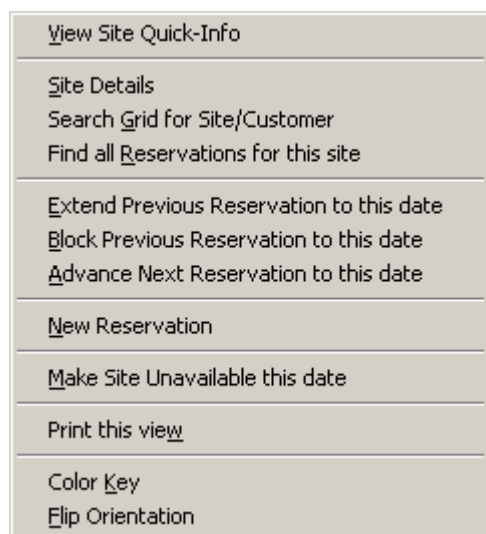 View Site Quick-Info
Site Details
Search Grid for Site/Customer
Find all Reservations for this site
Extend Previous Reservation to this date
Block Previous Reservation to this date
Advance Next Reservation to this date
New Reservation
Make Site Unavailable this date
Print this view
Color Key
Flip Orientation